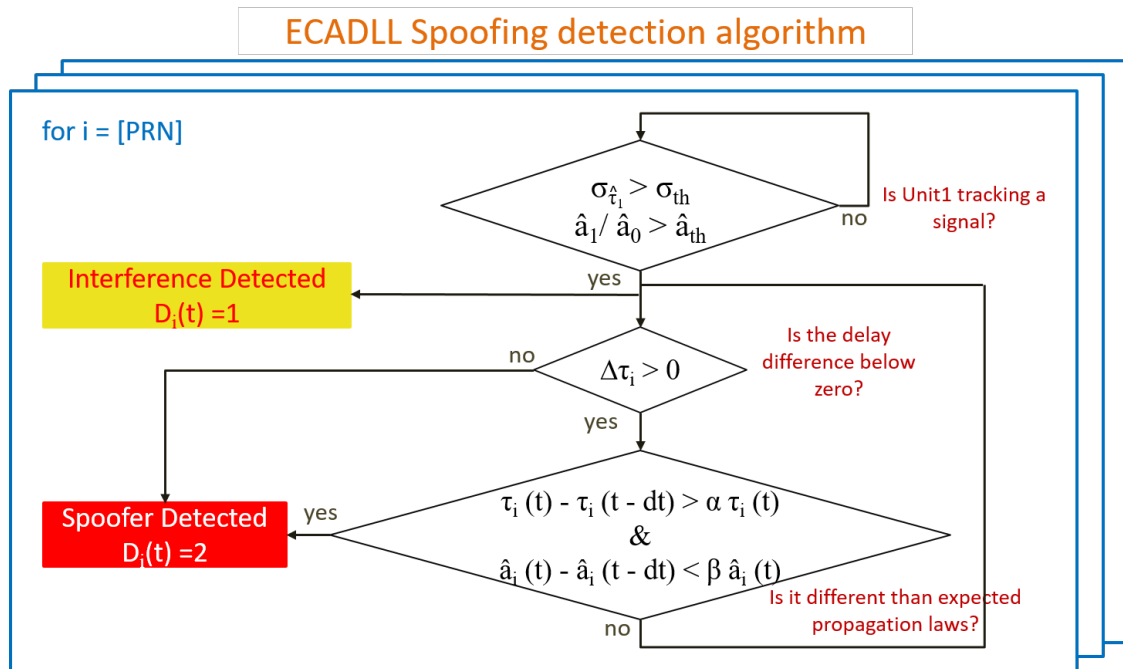 ECADLL Spoofing detection algorithm
for i = [PRN]
σ_τ̂₁ > σ_th
â₁/ â₀ > â_th
no
Is Unit1 tracking a
signal?
yes
Interference Detected
Dᵢ(t) =1
no
Δτᵢ > 0
Is the delay
difference below
zero?
yes
τᵢ (t) - τᵢ (t - dt) > α τᵢ (t)
&
âᵢ (t) - âᵢ (t - dt) < β âᵢ (t)
yes
Spoofer Detected
Dᵢ(t) =2
Is it different than expected
propagation laws?
no